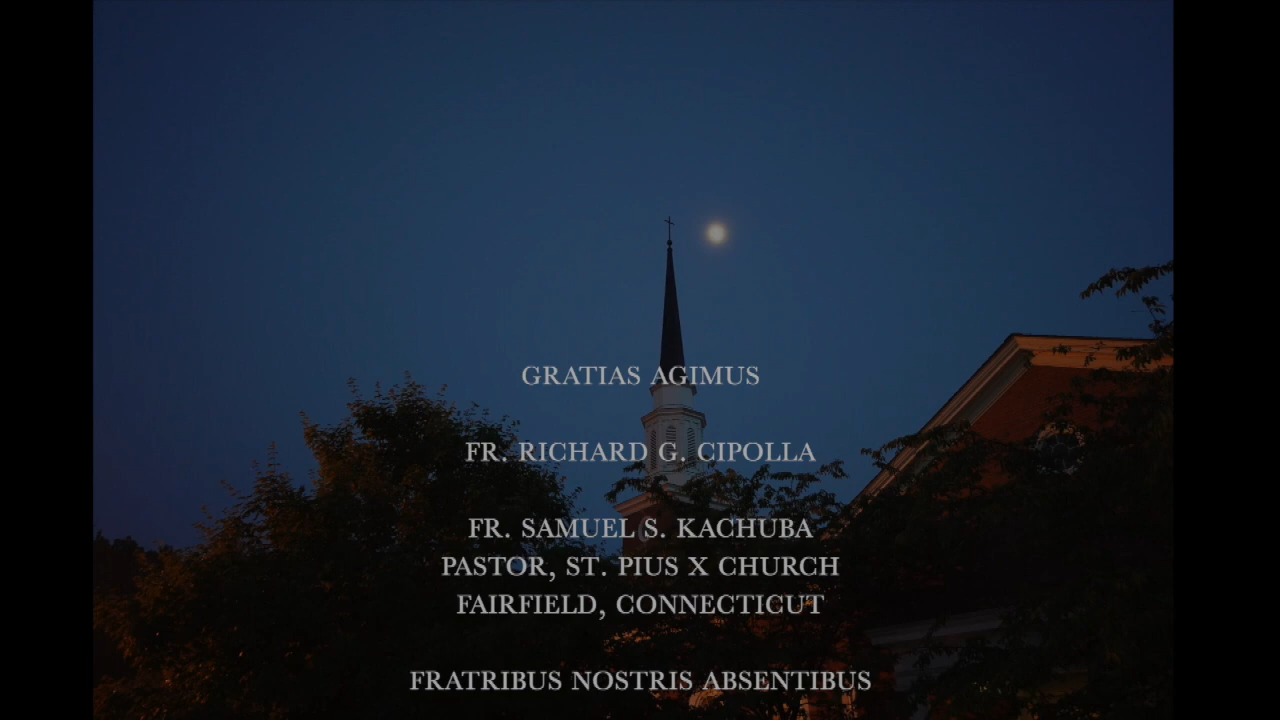 GRATIAS AGIMUS
FR. RICHARD G. CIPOLLA
FR. SAMUEL S. KACHUBA
PASTOR, ST. PIUS X CHURCH
FAIRFIELD, CONNECTICUT
FRATRIBUS NOSTRIS ABSENTIBUS